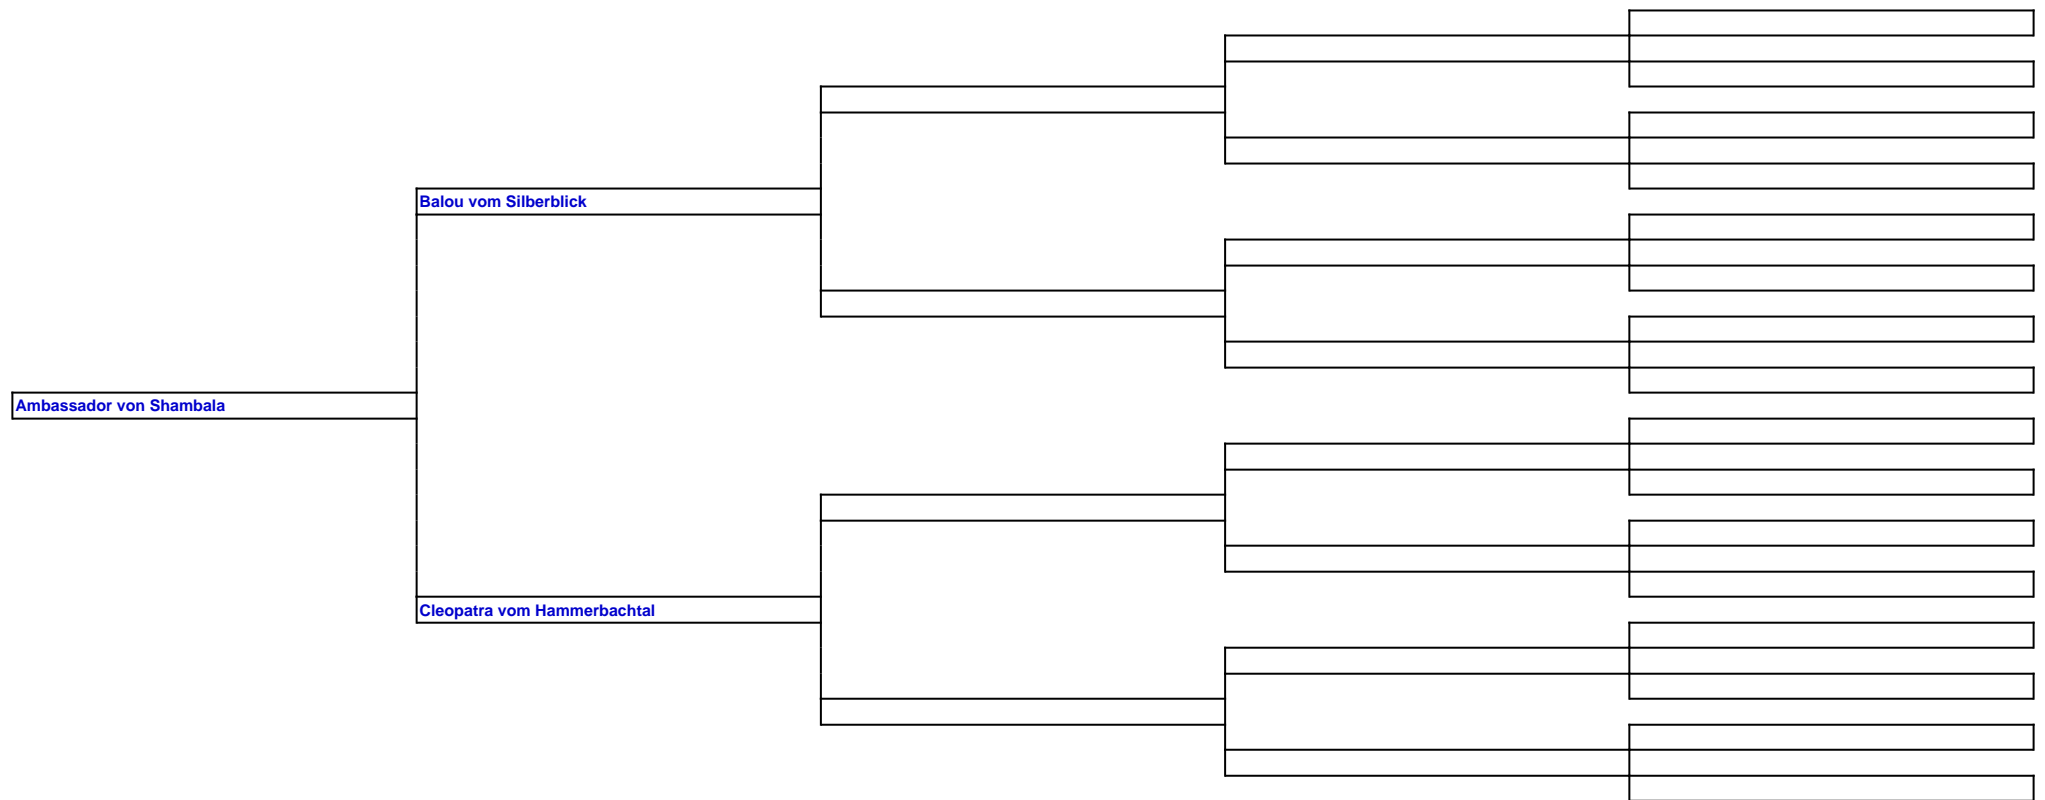 Balou vom Silberblick
Ambassador von Shambala
Cleopatra vom Hammerbachtal